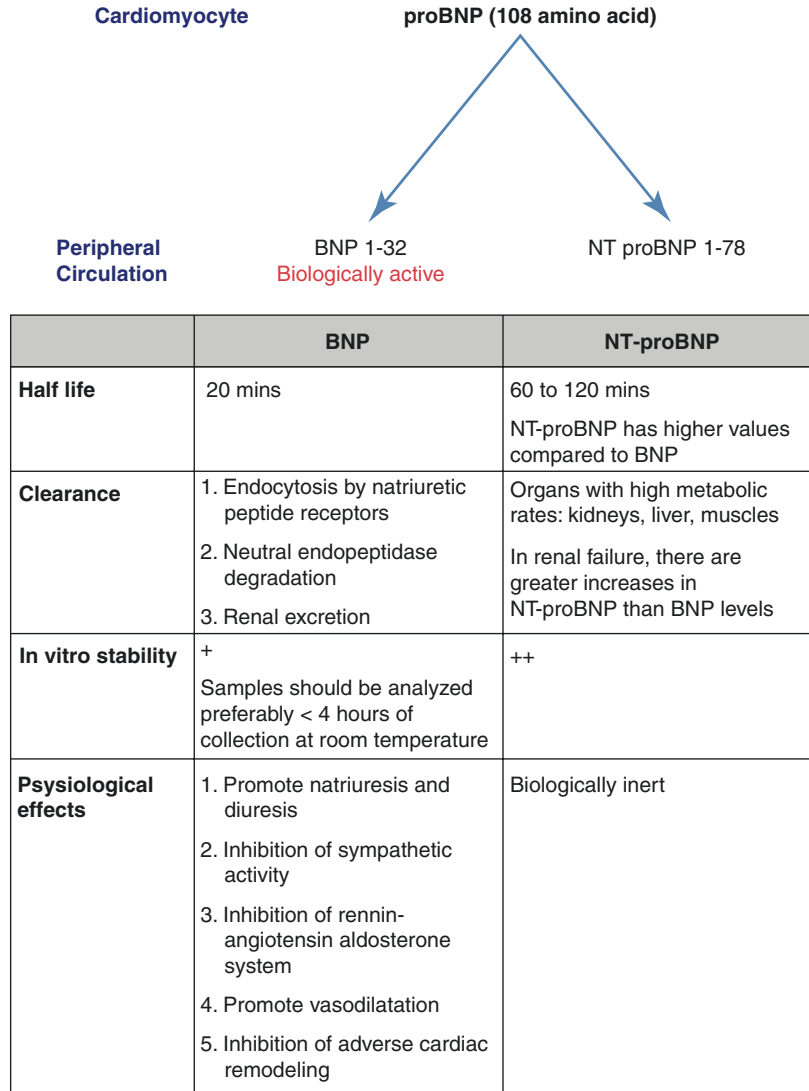 Cardiomyocyte
proBNP (108 amino acid)
Peripheral
Circulation
BNP 1-32
Biologically active
NT proBNP 1-78
BNP
NT-proBNP
Half life
20 mins
60 to 120 mins
NT-proBNP has higher values
compared to BNP
Clearance
1. Endocytosis by natriuretic
peptide receptors
2. Neutral endopeptidase
degradation
3. Renal excretion
Organs with high metabolic
rates: kidneys, liver, muscles
In renal failure, there are
greater increases in
NT-proBNP than BNP levels
In vitro stability
+
Samples should be analyzed
preferably < 4 hours of
collection at room temperature
++
Psysiological
effects
1. Promote natriuresis and
diuresis
2. Inhibition of sympathetic
activity
3. Inhibition of rennin-
angiotensin aldosterone
system
4. Promote vasodilatation
5. Inhibition of adverse cardiac
remodeling
Biologically inert